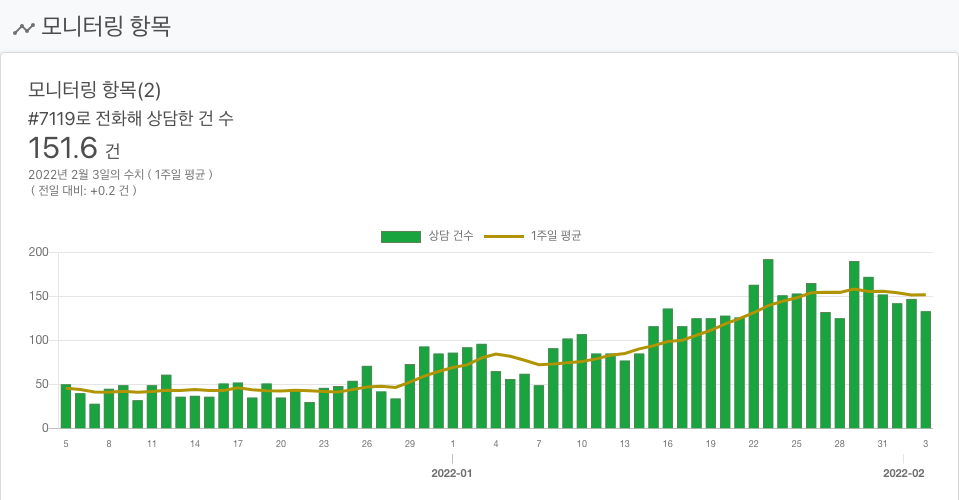 모니터링 항목
모니터링 항목(2)
#7119로 전화해 상담한 건 수
151.6 건
2022년 2월 3일의 수치 ( 1주일 평균 )
( 전일 대비: +0.2 건 )
상담 건수 1주일 평균
200
150
100
50
0
5 8 11 14 17 20 23 26 29 1 4 7 10 13 16 19 22 25 28 31 3
2022-01 2022-02